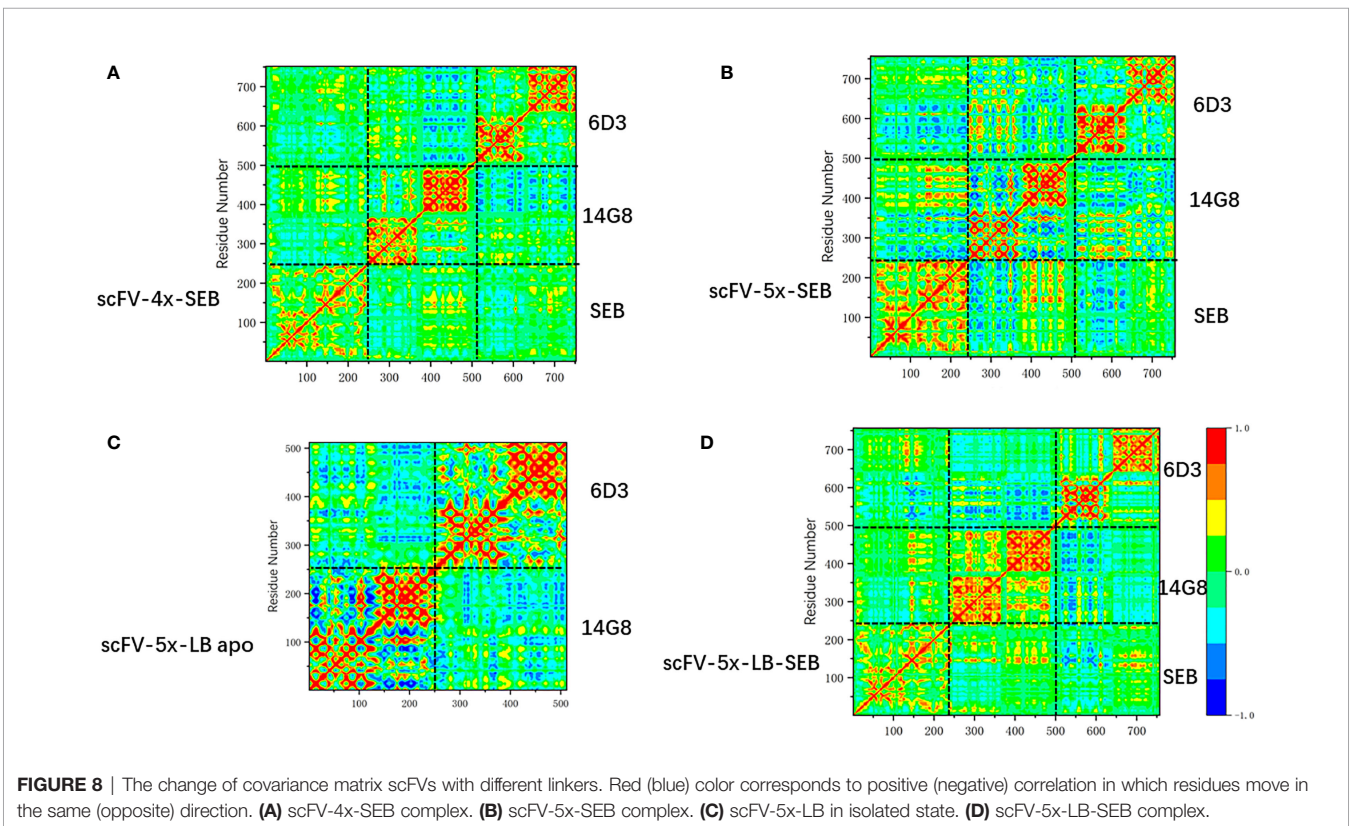 A
700
600
500
400
300
200
100
Residue Number
100 200 300 400 500 600 700
6D3
14G8
SEB
scFV-4x-SEB
B
700
600
500
400
300
200
100
Residue Number
100 200 300 400 500 600 700
6D3
14G8
SEB
scFV-5x-SEB
C
500
400
300
200
100
Residue Number
100 200 300 400 500
6D3
14G8
scFV-5x-LB apo
D
700
600
500
400
300
200
100
Residue Number
100 200 300 400 500 600 700
6D3
14G8
SEB
scFV-5x-LB-SEB
1.0
0.0
-1.0
FIGURE 8 | The change of covariance matrix scFVs with different linkers. Red (blue) color corresponds to positive (negative) correlation in which residues move in
the same (opposite) direction. (A) scFV-4x-SEB complex. (B) scFV-5x-SEB complex. (C) scFV-5x-LB in isolated state. (D) scFV-5x-LB-SEB complex.